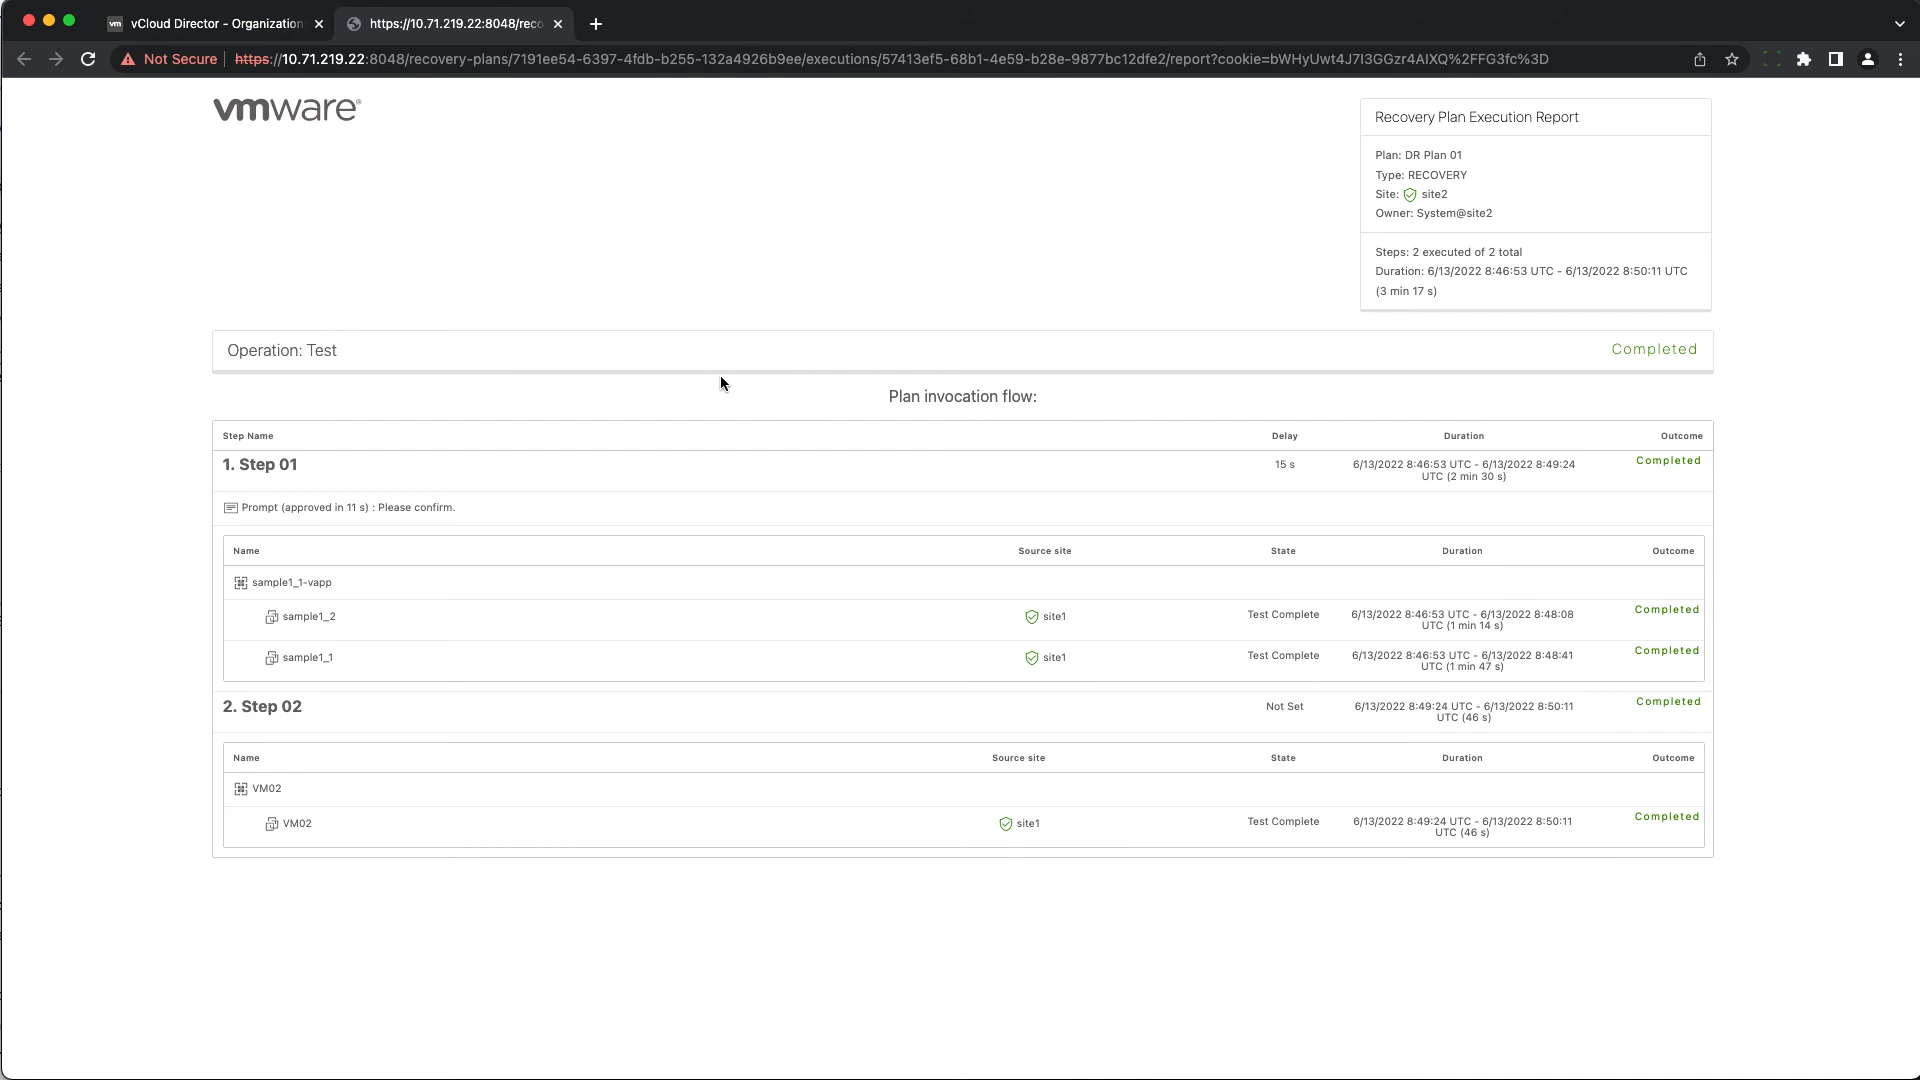 vm vCloud Director - Organization
https://10.71.219.22:8048/reco
Not Secure https://10.71.219.22:8048/recovery-plans/7191ee54-6397-4fdb-b255-132a4926b9ee/executions/57413ef5-68b1-4e59-b28e-9877bc12dfe2/report?cookie=bWHyUwt4J7I3GGzr4AIXQ%2FFG3fc%3D
vmware®
Recovery Plan Execution Report
Plan: DR Plan 01
Type: RECOVERY
Site: site2
Owner: System@site2
Steps: 2 executed of 2 total
Duration: 6/13/2022 8:46:53 UTC - 6/13/2022 8:50:11 UTC
(3 min 17 s)
Operation: Test Completed
Plan invocation flow:
Step Name Delay Duration Outcome
1. Step 01 15 s 6/13/2022 8:46:53 UTC - 6/13/2022 8:49:24 Completed
UTC (2 min 30 s)
Prompt (approved in 11 s) : Please confirm.
Name Source site State Duration Outcome
sample1_1-vapp
sample1_2 site1 Test Complete 6/13/2022 8:46:53 UTC - 6/13/2022 8:48:08 Completed
UTC (1 min 14 s)
sample1_1 site1 Test Complete 6/13/2022 8:46:53 UTC - 6/13/2022 8:48:41 Completed
UTC (1 min 47 s)
2. Step 02 Not Set 6/13/2022 8:49:24 UTC - 6/13/2022 8:50:11 Completed
UTC (46 s)
Name Source site State Duration Outcome
VM02
VM02 site1 Test Complete 6/13/2022 8:49:24 UTC - 6/13/2022 8:50:11 Completed
UTC (46 s)